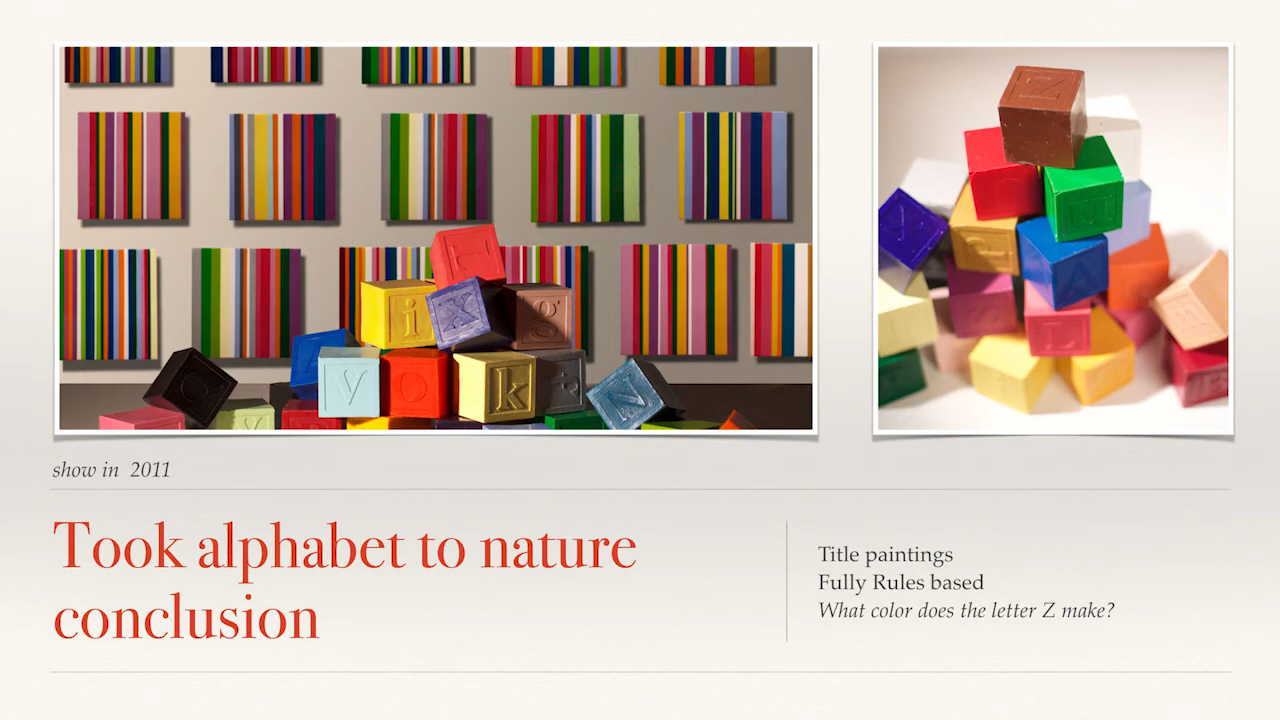 Z
T
i
x
g
y
o
k
a
show in 2011
Took alphabet to nature
conclusion
Title paintings
Fully Rules based
What color does the letter Z make?